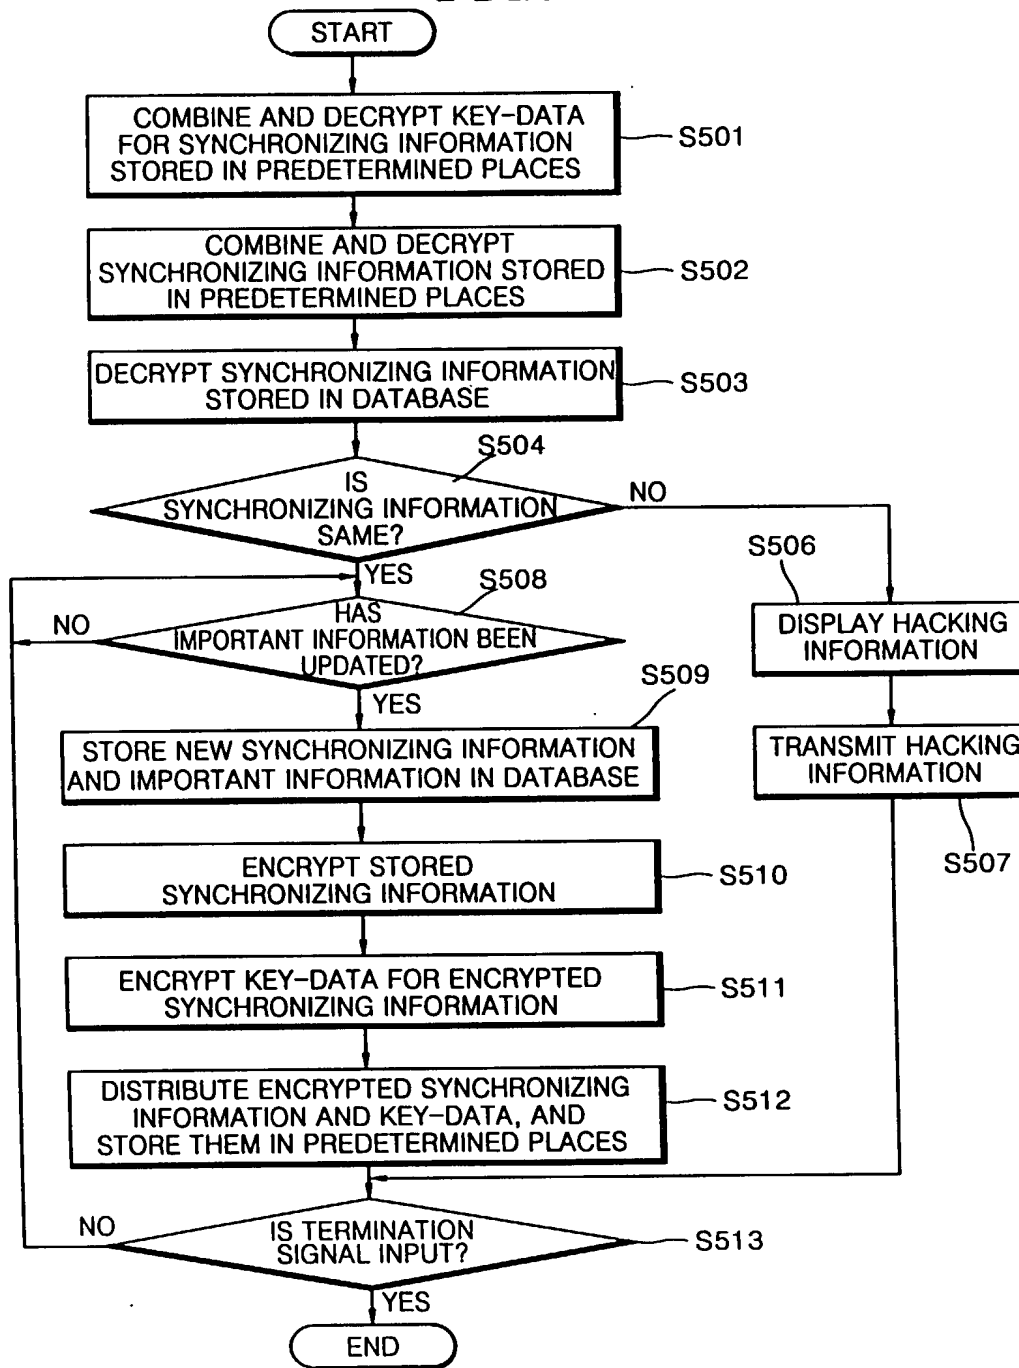 START
COMBINE AND DECRYPT KEY-DATA
FOR SYNCHRONIZING INFORMATION
STORED IN PREDETERMINED PLACES
S501
COMBINE AND DECRYPT
SYNCHRONIZING INFORMATION STORED
IN PREDETERMINED PLACES
S502
DECRYPT SYNCHRONIZING INFORMATION
STORED IN DATABASE
S503
S504
IS
SYNCHRONIZING INFORMATION
SAME?
NO
YES
S506
DISPLAY HACKING
INFORMATION
TRANSMIT HACKING
INFORMATION
S507
S508
HAS
IMPORTANT INFORMATION BEEN
UPDATED?
NO
YES
S509
STORE NEW SYNCHRONIZING INFORMATION
AND IMPORTANT INFORMATION IN DATABASE
ENCRYPT STORED
SYNCHRONIZING INFORMATION
S510
ENCRYPT KEY-DATA FOR ENCRYPTED
SYNCHRONIZING INFORMATION
S511
DISTRIBUTE ENCRYPTED SYNCHRONIZING
INFORMATION AND KEY-DATA, AND
STORE THEM IN PREDETERMINED PLACES
S512
NO
IS TERMINATION
SIGNAL INPUT?
S513
YES
END